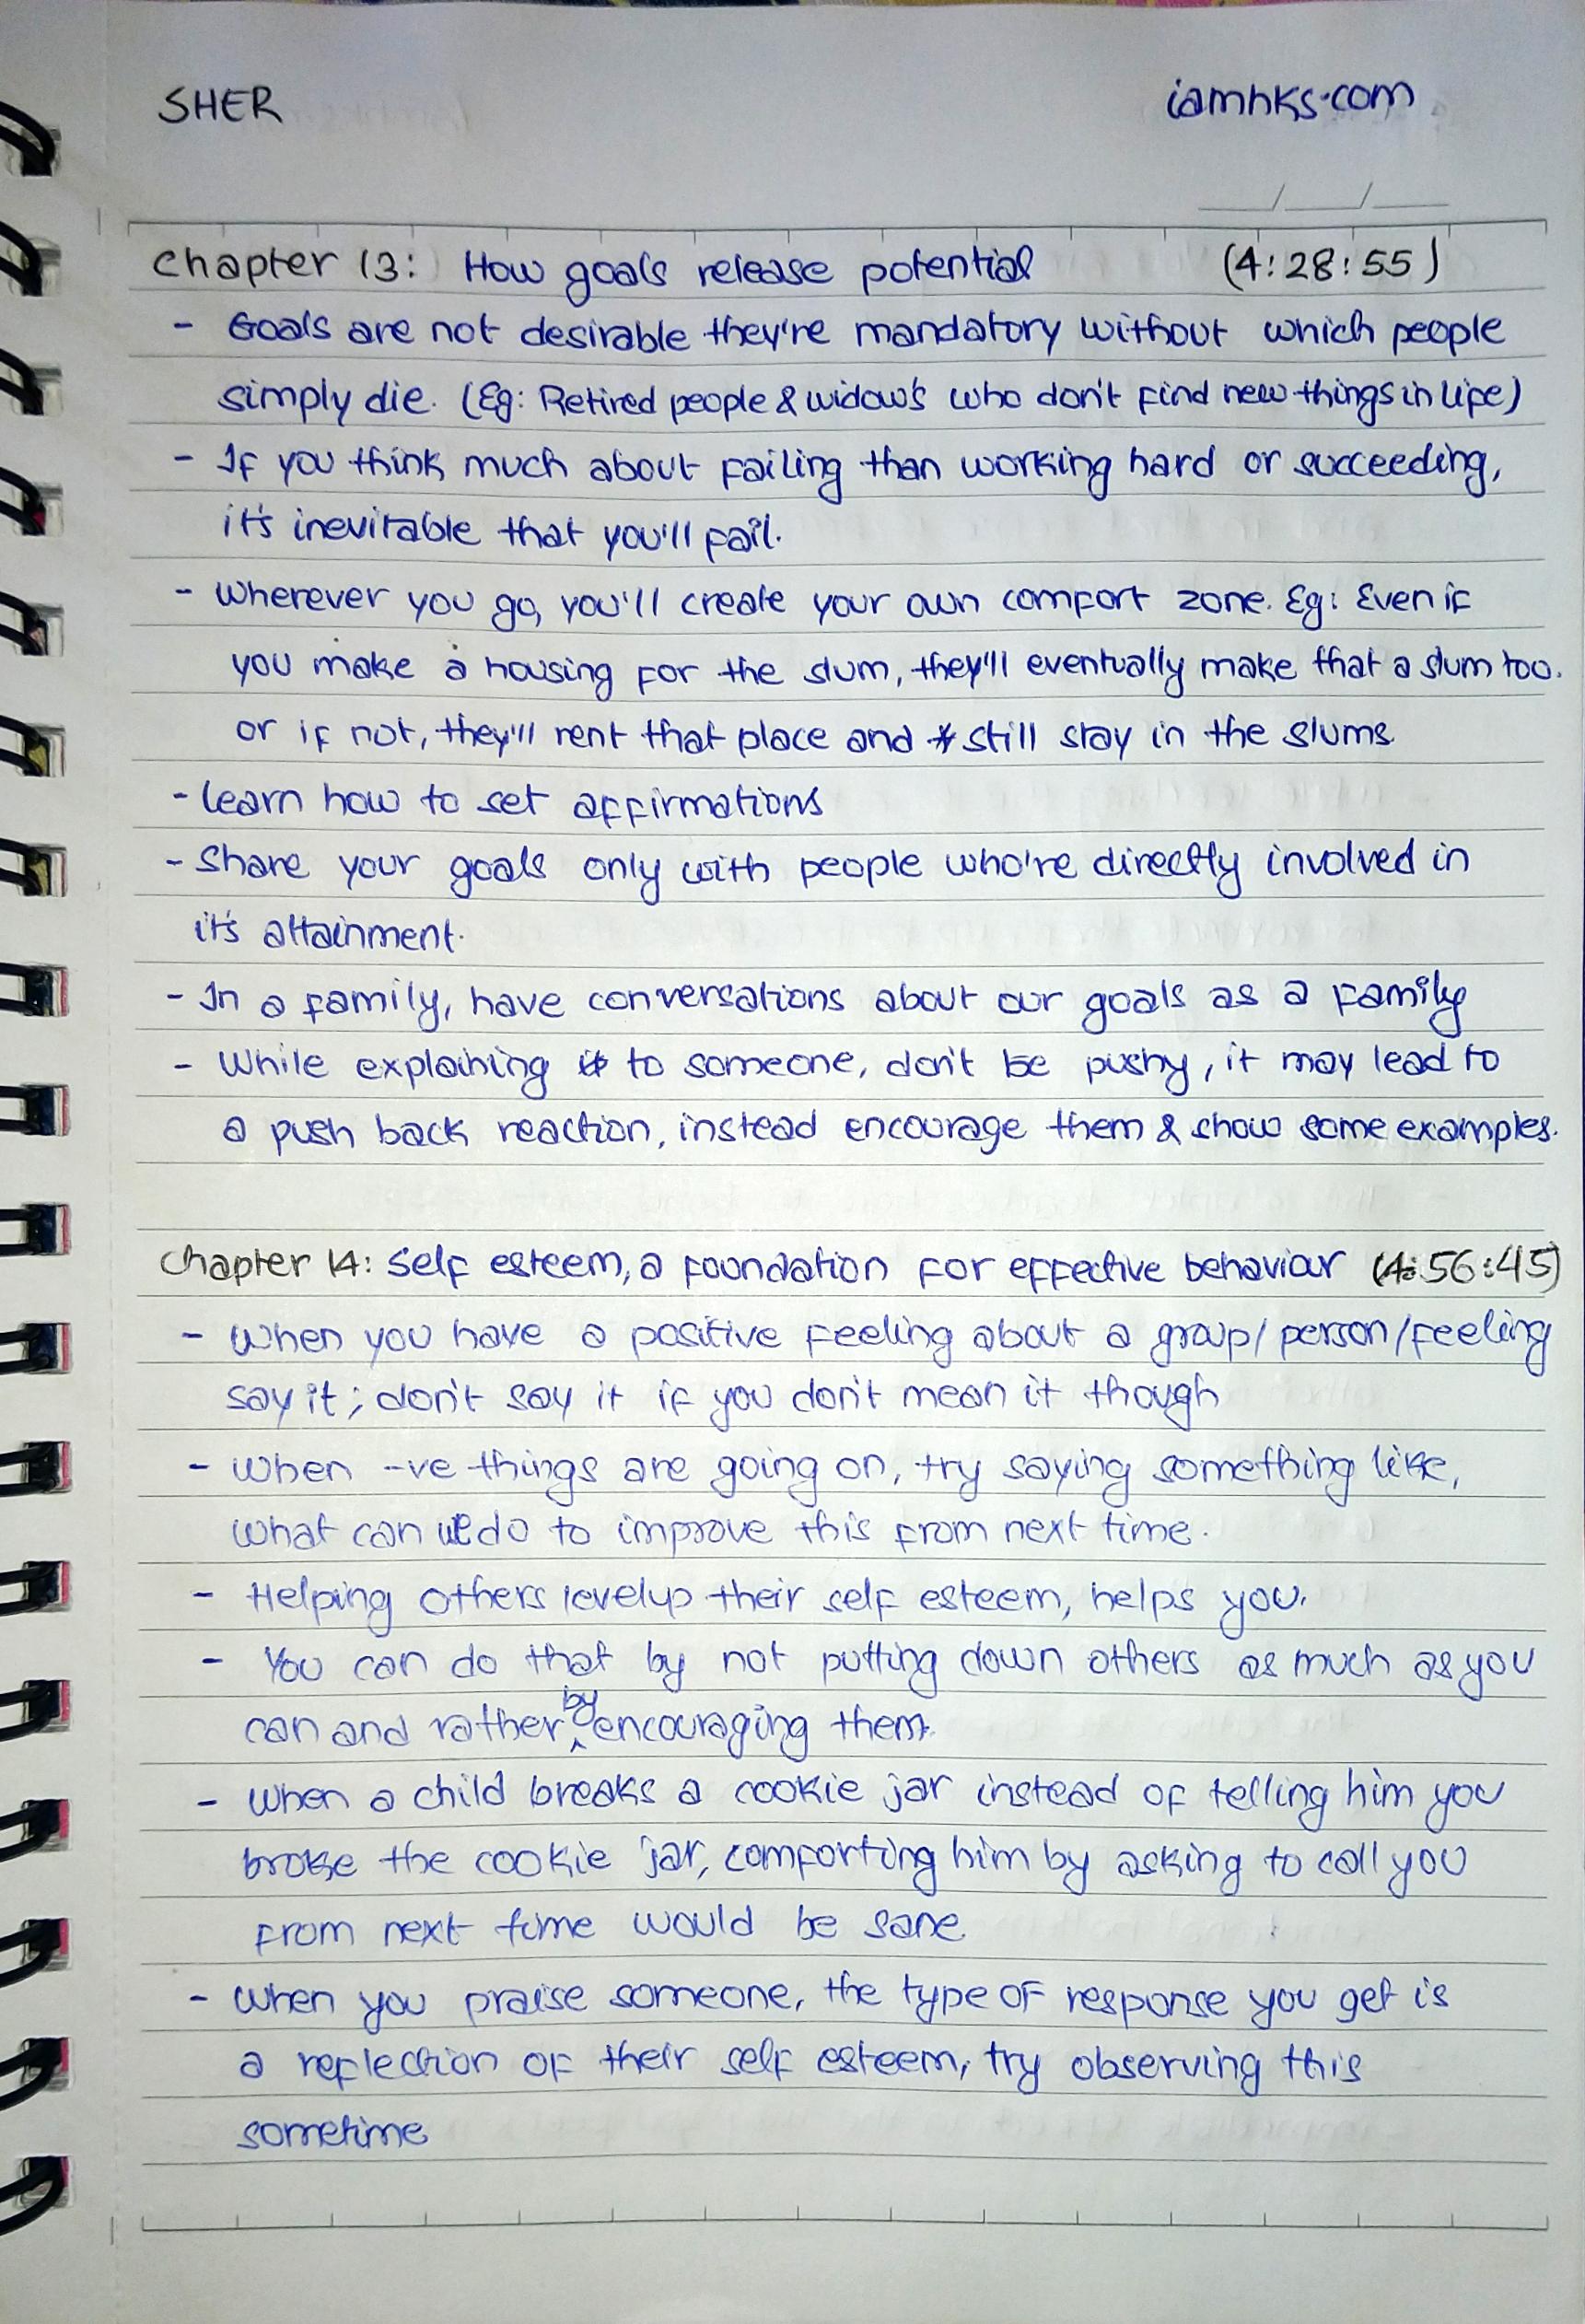 SHER
iamhks.com
Chapter 13: How goals release potential (4:28:55)
- Goals are not desirable they're mandatory without which people
simply die. (Eg: Retired people & widow's who don't find new things in life)
- If you think much about failing than working hard or succeeding,
it's inevitable that you'll fail.
- Wherever you go, you'll create your own comfort zone. Eg: Even if
you make a housing for the slum, they'll eventually make that a slum too.
or if not, they'll rent that place and still stay in the slums.
- Learn how to set affirmations
- Share your goals only with people who're directly involved in
it's attainment.
- In a family, have conversations about our goals as a family
- While explaining to someone, don't be pushy, it may lead to
a push back reaction, instead encourage them & show some examples.
Chapter 14: Self esteem, a foundation for effective behaviour (4:56:45)
- When you have a positive feeling about a group/person/feeling
say it; don't say it if you don't mean it though
- When -ve things are going on, try saying something like,
what can we do to improve this from next time.
- Helping others levelup their self esteem, helps you.
- You can do that by not putting down others as much as you
can and rather by encouraging them.
- When a child breaks a cookie jar instead of telling him you
broke the cookie jar, comforting him by asking to call you
from next time would be sane.
- When you praise someone, the type of response you get is
a reflection of their self esteem, try observing this
sometime